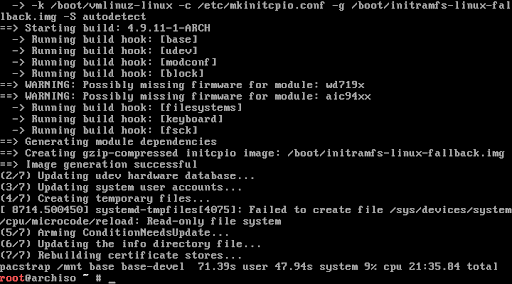 -> -k /boot/vmlinuz-linux -c /etc/mkinitcpio.conf -g /boot/initramfs-linux-fal
lback.img -S autodetect
==> Starting build: 4.9.11-1-ARCH
  -> Running build hook: [base]
  -> Running build hook: [udev]
  -> Running build hook: [modconf]
  -> Running build hook: [block]
==> WARNING: Possibly missing firmware for module: wd719x
==> WARNING: Possibly missing firmware for module: aic94xx
  -> Running build hook: [filesystems]
  -> Running build hook: [keyboard]
  -> Running build hook: [fsck]
==> Generating module dependencies
==> Creating gzip-compressed initcpio image: /boot/initramfs-linux-fallback.img
==> Image generation successful
(2/7) Updating udev hardware database...
(3/7) Updating system user accounts...
(4/7) Creating temporary files...
[ 8714.500450] systemd-tmpfiles[4075]: Failed to create file /sys/devices/system
/cpu/microcode/reload: Read-only file system
(5/7) Arming ConditionNeedsUpdate...
(6/7) Updating the info directory file...
(7/7) Rebuilding certificate stores...
pacstrap /mnt base base-devel  71.39s user 47.94s system 9% cpu 21:35.84 total
root@archiso ~ # _